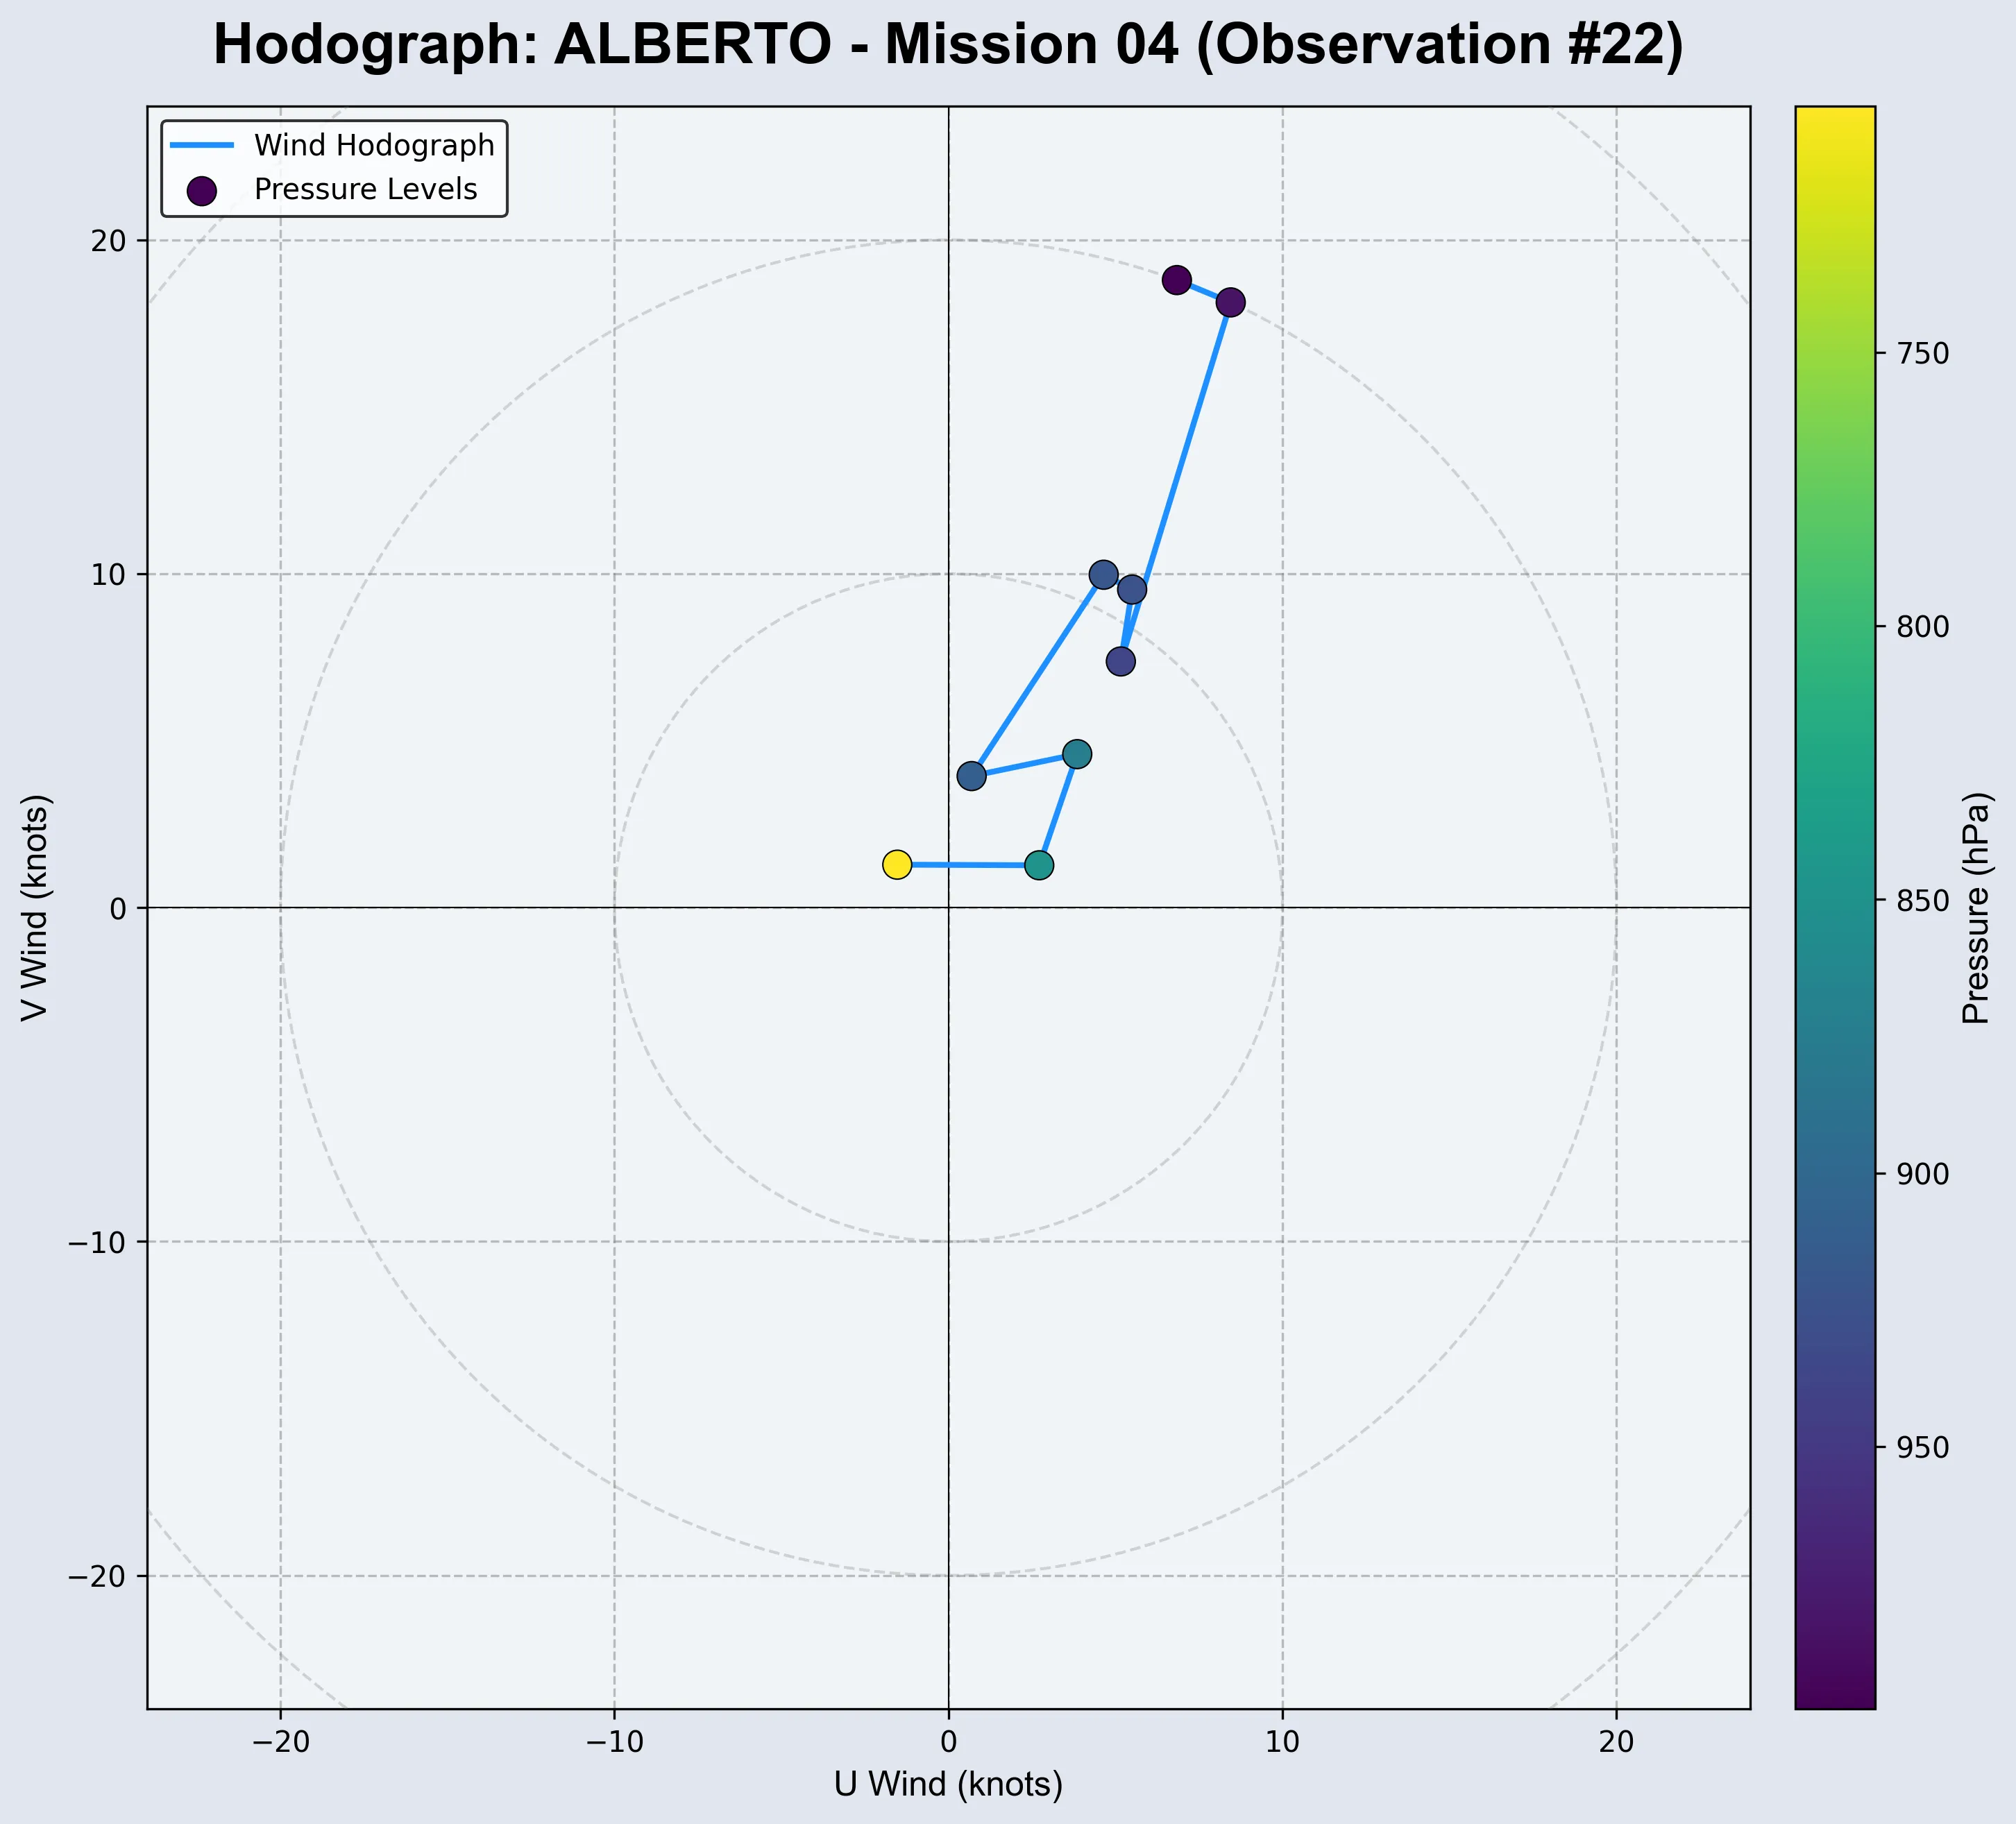 Hodograph: ALBERTO - Mission 04 (Observation #22)
Wind Hodograph
Pressure Levels
20
10
0
−10
−20
V Wind (knots)
−20
−10
0
10
20
U Wind (knots)
750
800
850
900
950
Pressure (hPa)